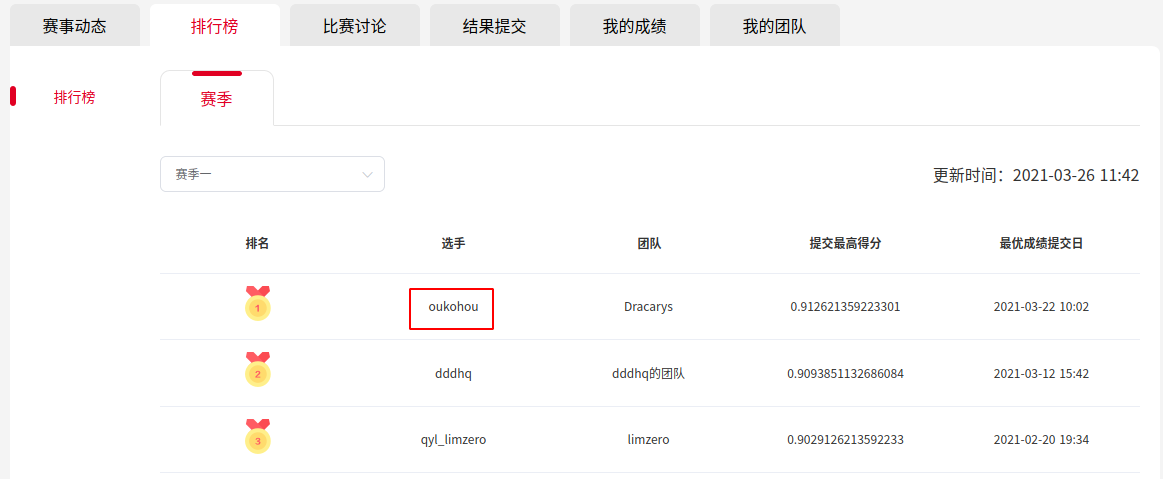 赛事动态 排行榜 比赛讨论 结果提交 我的成绩 我的团队
排行榜 赛季
赛季一 更新时间：2021-03-26 11:42
排名 选手 团队 提交最高得分 最优成绩提交日
1 oukohou Dracarys 0.912621359223301 2021-03-22 10:02
2 dddhq dddhq的团队 0.9093851132686084 2021-03-12 15:42
3 qyl_limzero limzero 0.9029126213592233 2021-02-20 19:34